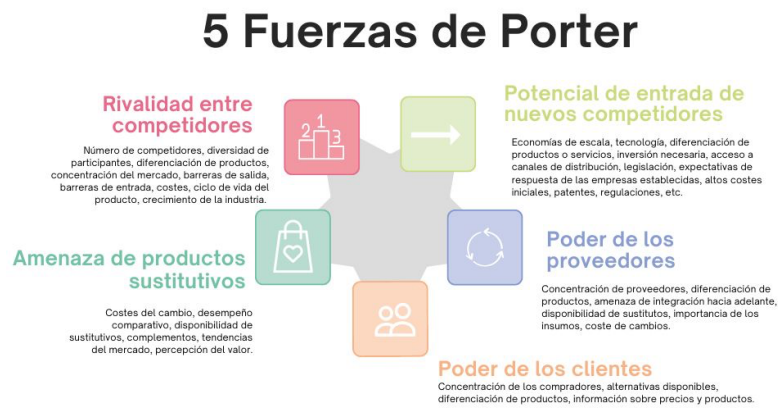 5 Fuerzas de Porter
Rivalidad entre
competidores
Número de competidores, diversidad de
participantes, diferenciación de productos,
concentración del mercado, barreras de salida,
barreras de entrada, costes, ciclo de vida del
producto, crecimiento de la industria.
2 1 3
Potencial de entrada de
nuevos competidores
Economías de escala, tecnología, diferenciación de
productos o servicios, inversión necesaria, acceso a
canales de distribución, legislación, expectativas de
respuesta de las empresas establecidas, altos costes
iniciales, patentes, regulaciones, etc.
Amenaza de productos
sustitutivos
Costes del cambio, desempeño
comparativo, disponibilidad de
sustitutivos, complementos, tendencias
del mercado, percepción del valor.
Poder de los
proveedores
Concentración de proveedores, diferenciación de
productos, amenaza de integración hacia adelante,
disponibilidad de sustitutos, importancia de los
insumos, coste de cambios.
Poder de los clientes
Concentración de los compradores, alternativas disponibles,
diferenciación de productos, información sobre precios y productos.